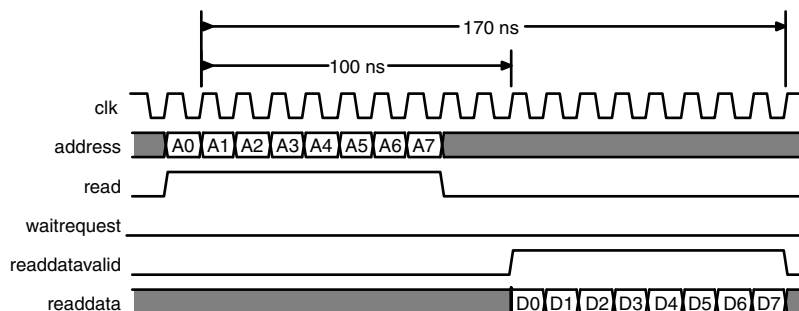 170 ns
100 ns
clk
address A0 A1 A2 A3 A4 A5 A6 A7
read
waitrequest
readdatavalid
readdata D0 D1 D2 D3 D4 D5 D6 D7